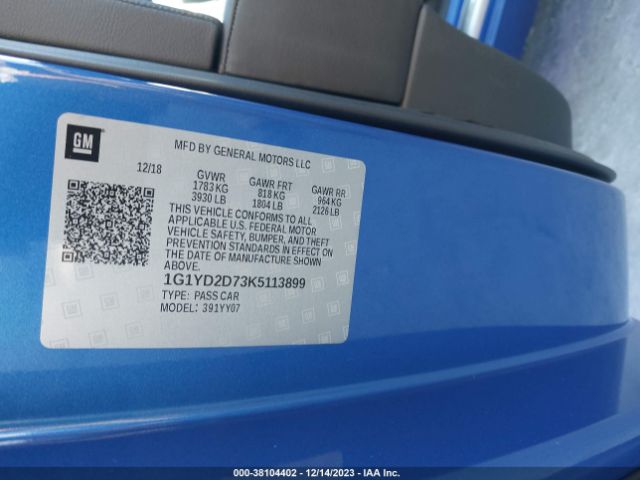 GM
MFD BY GENERAL MOTORS LLC
12/18
GVWR GAWR FRT GAWR RR
1783 KG 818 KG 964 KG
3930 LB 1804 LB 2126 LB
THIS VEHICLE CONFORMS TO ALL
APPLICABLE U.S. FEDERAL MOTOR
VEHICLE SAFETY, BUMPER, AND THEFT
PREVENTION STANDARDS IN EFFECT ON
THE DATE OF MANUFACTURE SHOWN
ABOVE.
1G1YD2D73K5113899
TYPE: PASS CAR
MODEL: 391YY07
000-38104402 - 12/14/2023 - IAA Inc.